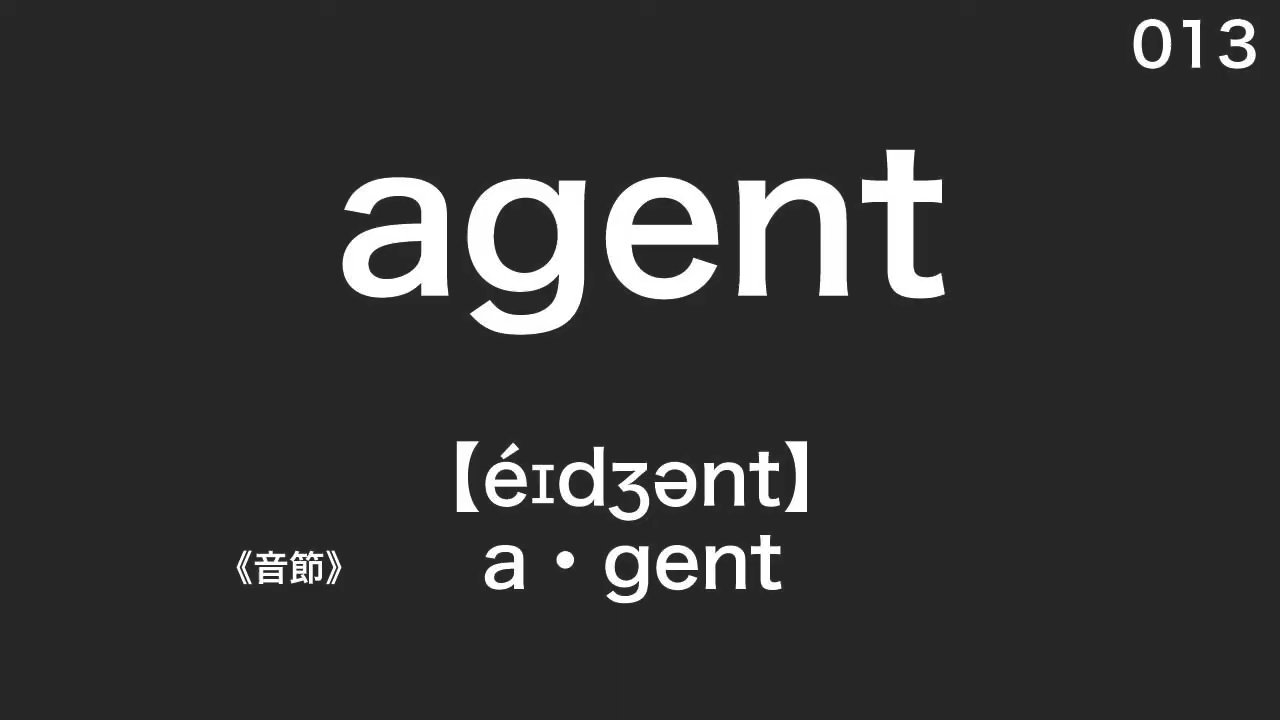 013
agent
【éɪdʒənt】
《音節》 a・gent